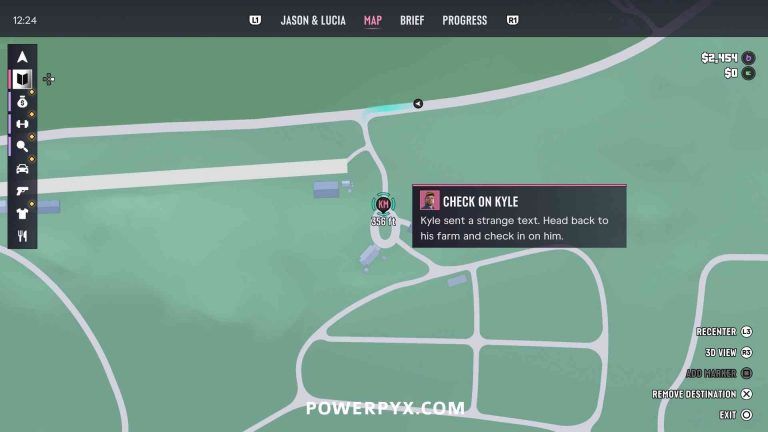 12:24
L1 JASON & LUCIA MAP BRIEF PROGRESS R1
$2,454
$0
KM
356 ft
CHECK ON KYLE
Kyle sent a strange text. Head back to
his farm and check in on him.
RECENTER L3
3D VIEW R3
ADD MARKER
REMOVE DESTINATION
EXIT
POWERPYX.COM